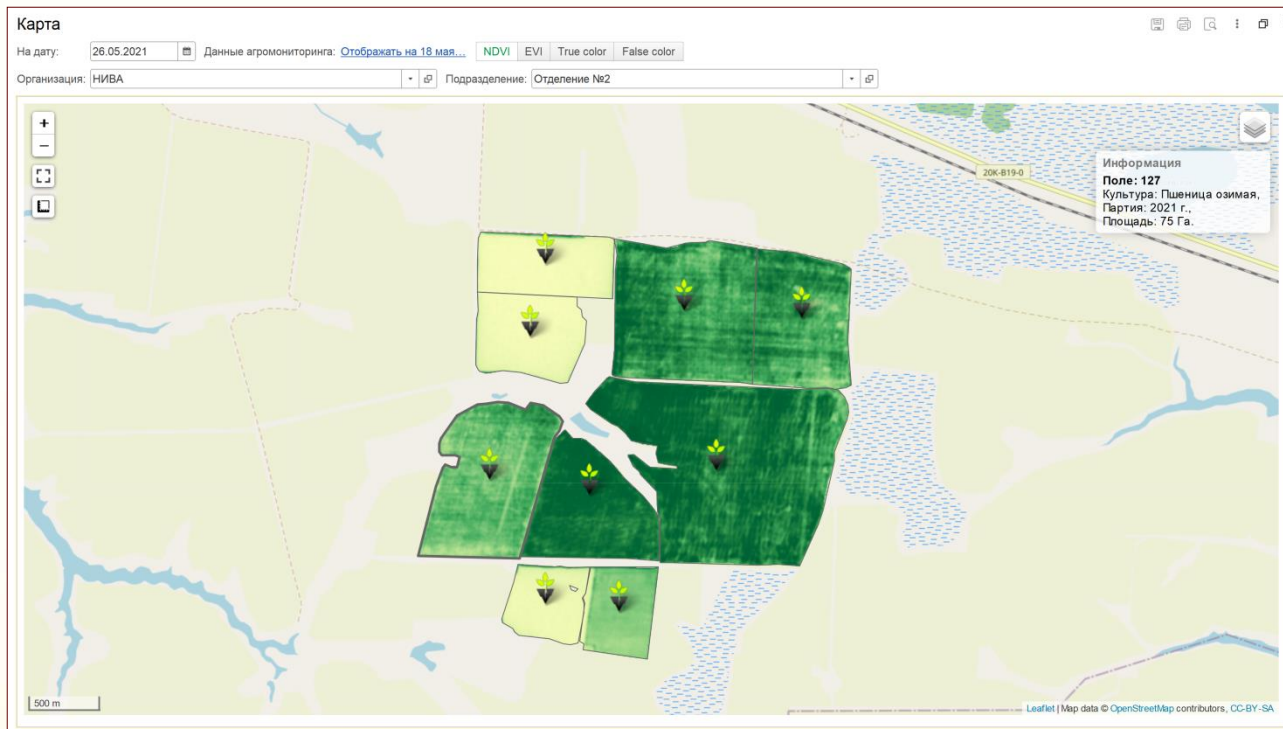 Карта
На дату: 26.05.2021 Данные агромониторинга: Отображать на 18 мая… NDVI EVI True color False color
Организация: НИВА Подразделение: Отделение №2
+
−
20К-В19-0
Информация
Поле: 127
Культура: Пшеница озимая,
Партия: 2021 г.,
Площадь: 75 Га.
500 m
Leaflet | Map data © OpenStreetMap contributors, CC-BY-SA